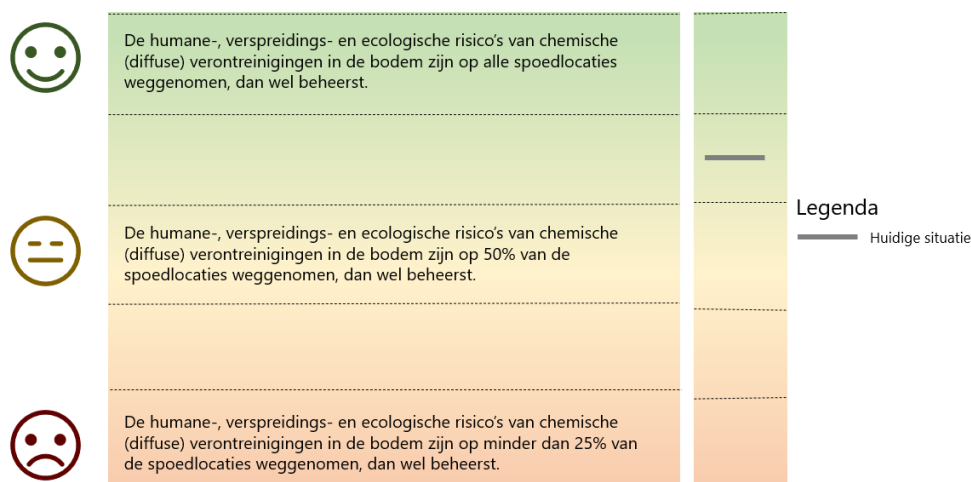 De humane-, verspreidings- en ecologische risico's van chemische
(diffuse) verontreinigingen in de bodem zijn op alle spoedlocaties
weggenomen, dan wel beheerst.
De humane-, verspreidings- en ecologische risico's van chemische
(diffuse) verontreinigingen in de bodem zijn op 50% van de
spoedlocaties weggenomen, dan wel beheerst.
De humane-, verspreidings- en ecologische risico's van chemische
(diffuse) verontreinigingen in de bodem zijn op minder dan 25% van
de spoedlocaties weggenomen, dan wel beheerst.
Legenda
Huidige situatie